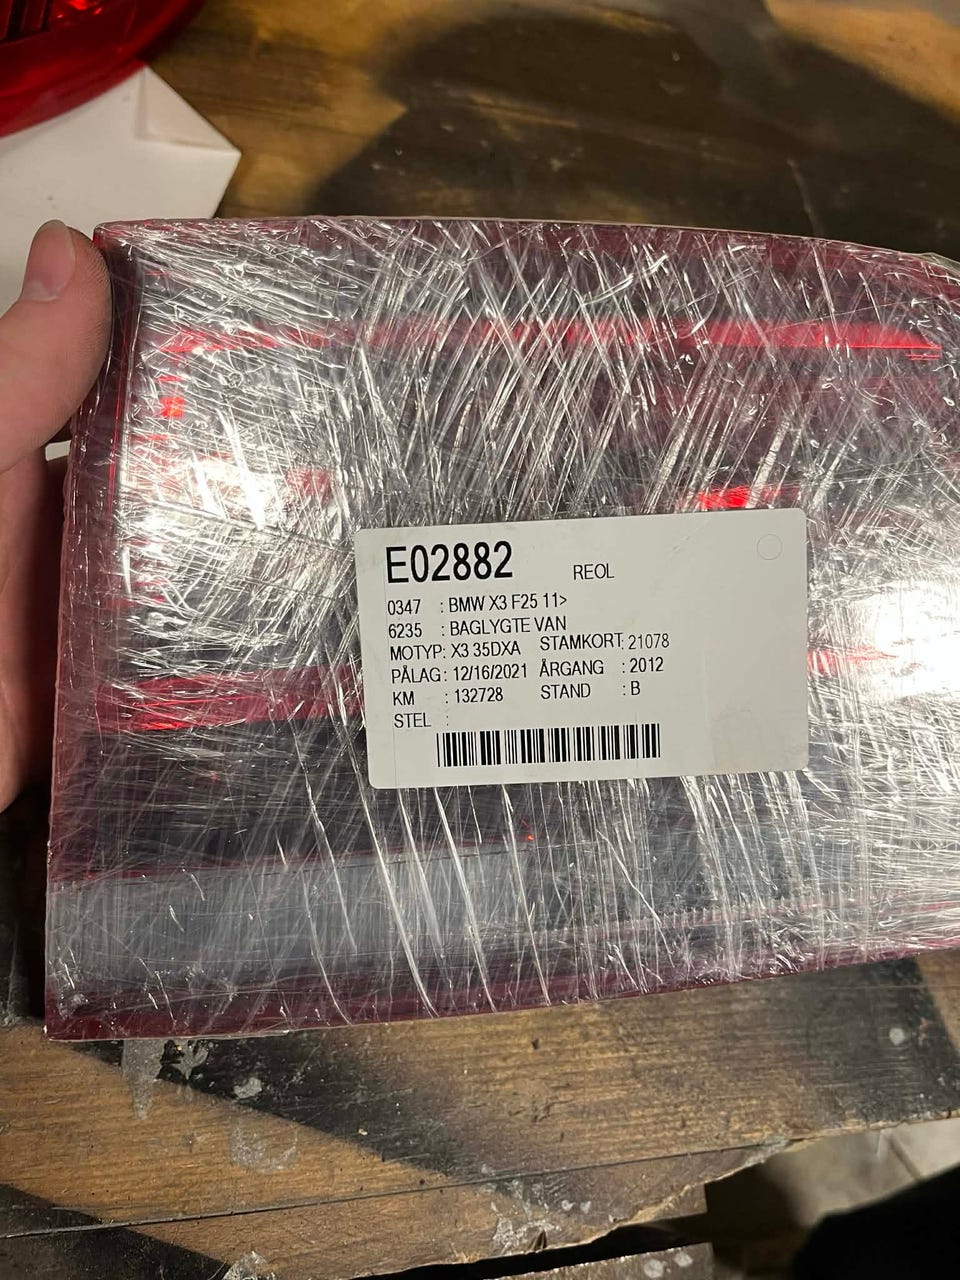 E02882 REOL
0347 : BMW X3 F25 11>
6235 : BAGLYGTE VAN
MOTYP: X3 35DXA STAMKORT: 21078
PÅLAG: 12/16/2021 ÅRGANG : 2012
KM : 132728 STAND : B
STEL :